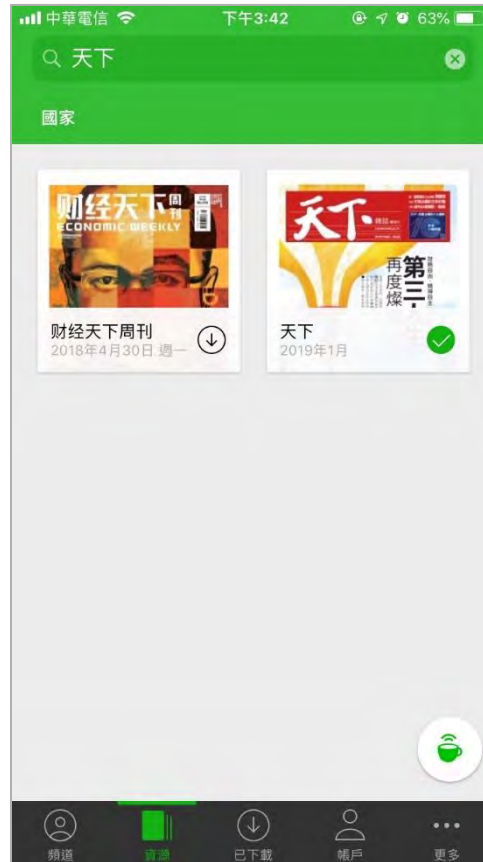 中華電信
下午3:42
63%
天下
國家
财经天下周刊
ECONOMIC WEEKLY
天下
再度燦
第三
财经天下周刊
2018年4月30日 週一
天下
2019年1月
頻道
資源
已下載
帳戶
更多